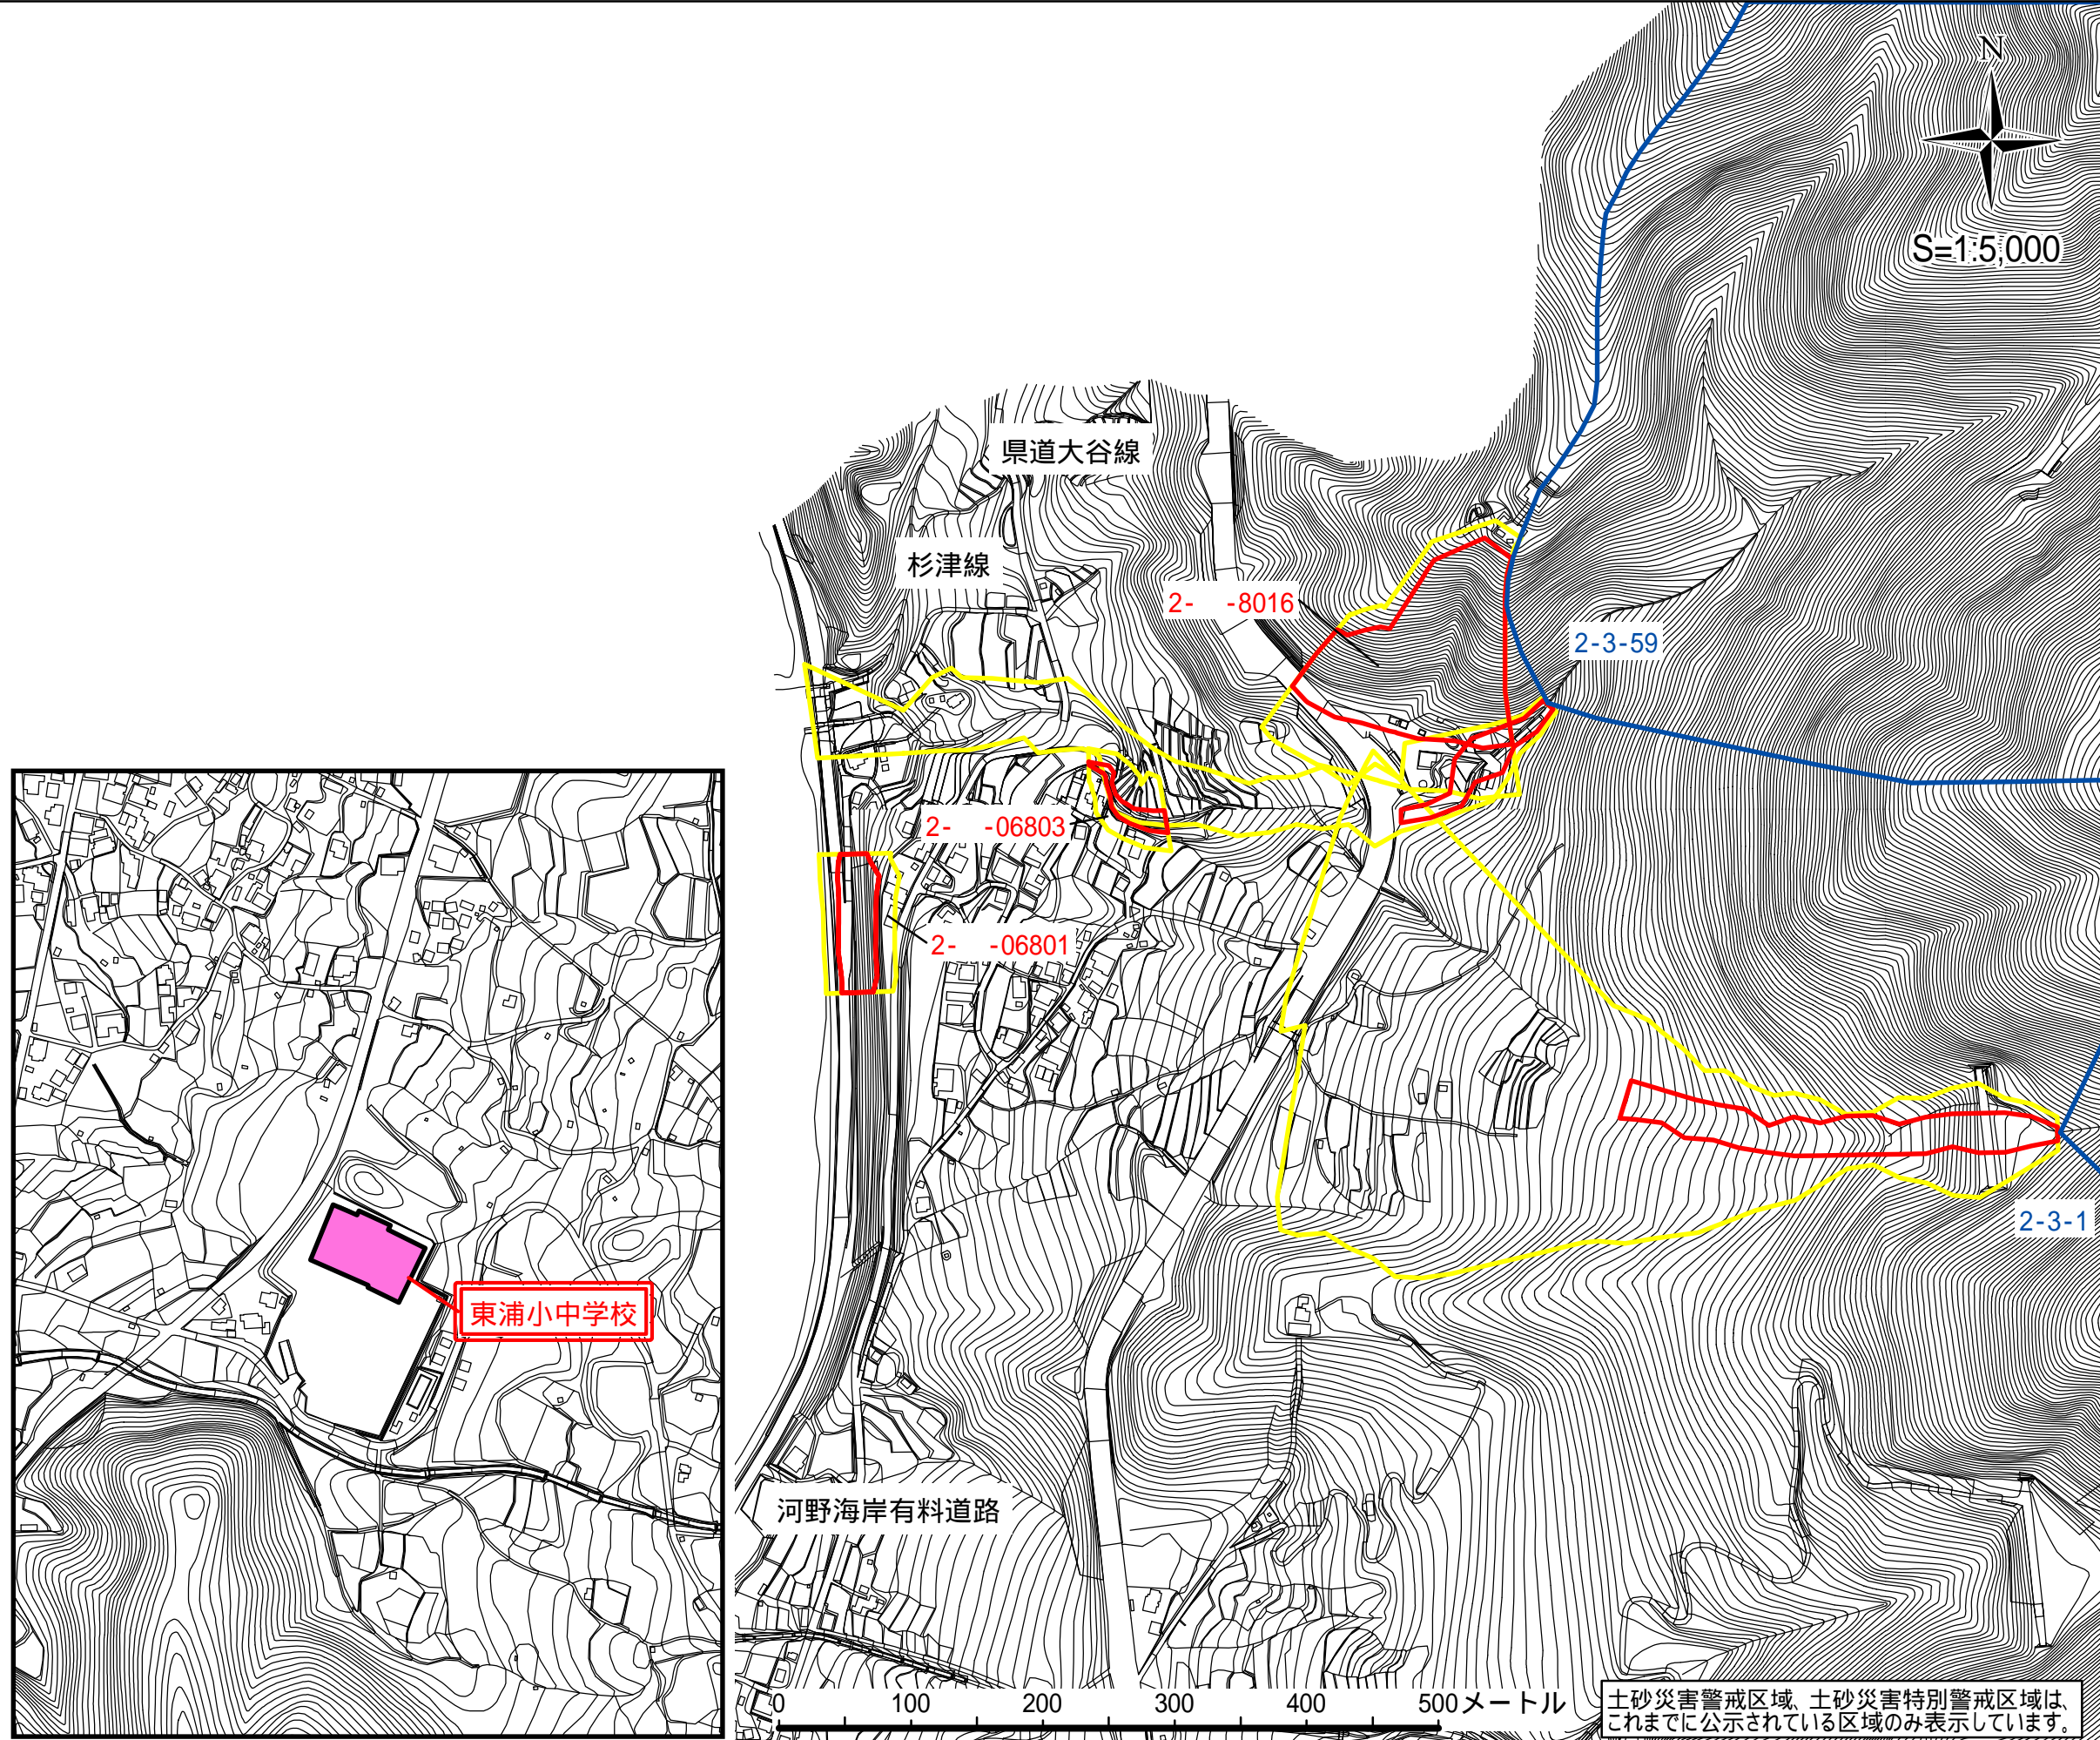 N
S=1:5,000
県道大谷線
杉津線
2- -8016
2-3-59
2- -06803
2- -06801
2-3-1
東浦小中学校
河野海岸有料道路
0 100 200 300 400 500メートル
土砂災害警戒区域、土砂災害特別警戒区域は、
これまでに公示されている区域のみ表示しています。